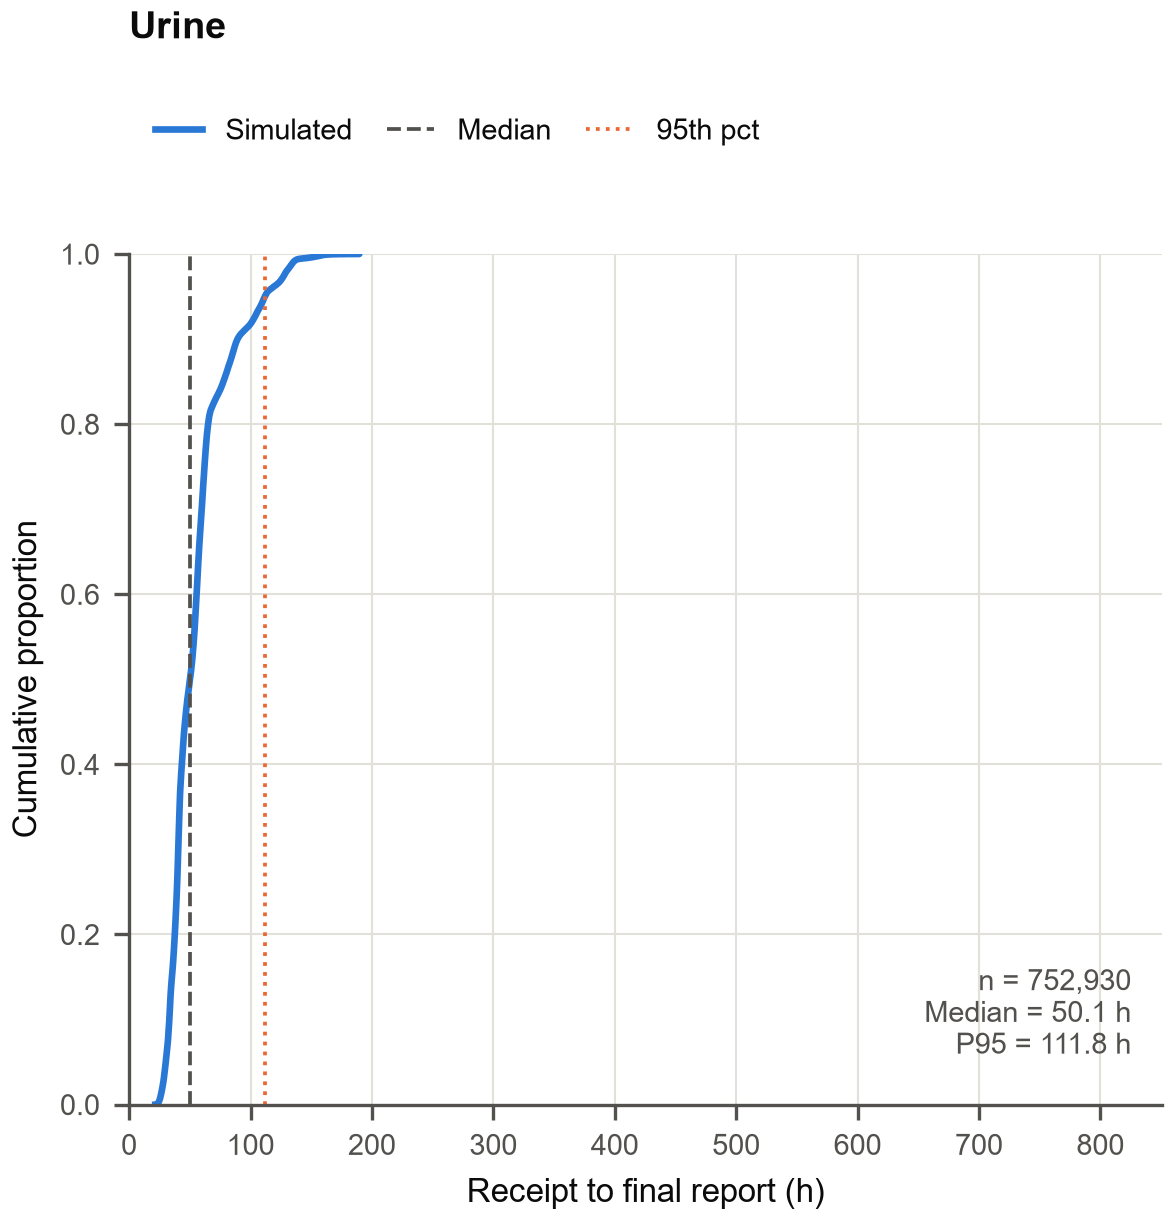 Urine
Simulated Median 95th pct
1.0
0.8
0.6
0.4
0.2
0.0
Cumulative proportion
n = 752,930
Median = 50.1 h
P95 = 111.8 h
0 100 200 300 400 500 600 700 800
Receipt to final report (h)